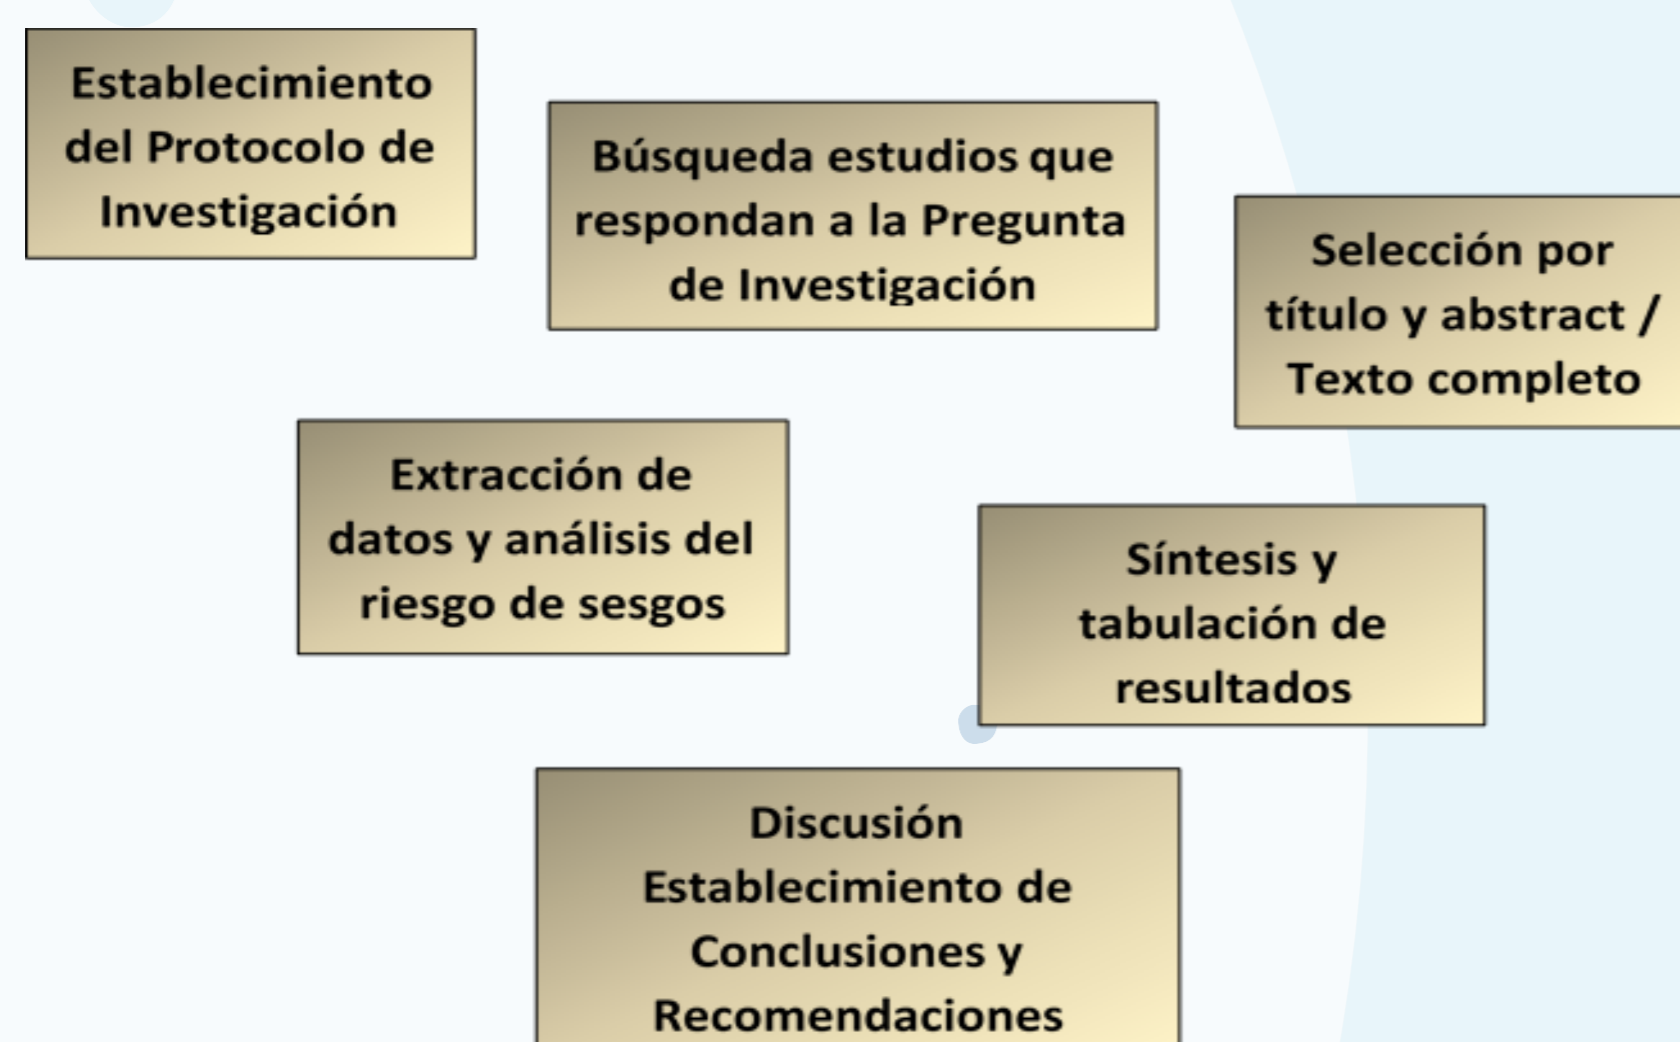 Establecimiento
del Protocolo de
Investigación
Búsqueda estudios que
respondan a la Pregunta
de Investigación
Selección por
título y abstract /
Texto completo
Extracción de
datos y análisis del
riesgo de sesgos
Síntesis y
tabulación de
resultados
Discusión
Establecimiento de
Conclusiones y
Recomendaciones